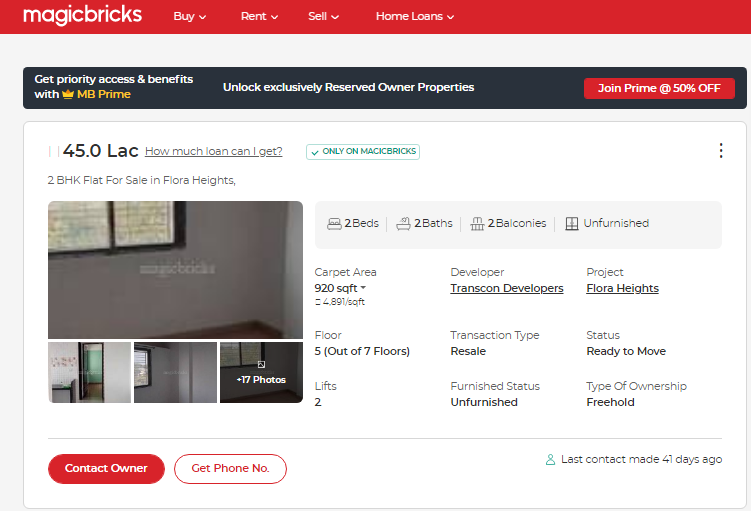 magicbricks
Buy
Rent
Sell
Home Loans
Get priority access & benefits
with MB Prime
Unlock exclusively Reserved Owner Properties
Join Prime @ 50% OFF
45.0 Lac
How much loan can I get?
ONLY ON MAGICBRICKS
2 BHK Flat For Sale in Flora Heights,
magicbricks
+17 Photos
2 Beds
2 Baths
2 Balconies
Unfurnished
Carpet Area
920 sqft
4,891/sqft
Developer
Transcon Developers
Project
Flora Heights
Floor
5 (Out of 7 Floors)
Transaction Type
Resale
Status
Ready to Move
Lifts
2
Furnished Status
Unfurnished
Type Of Ownership
Freehold
Contact Owner
Get Phone No.
Last contact made 41 days ago